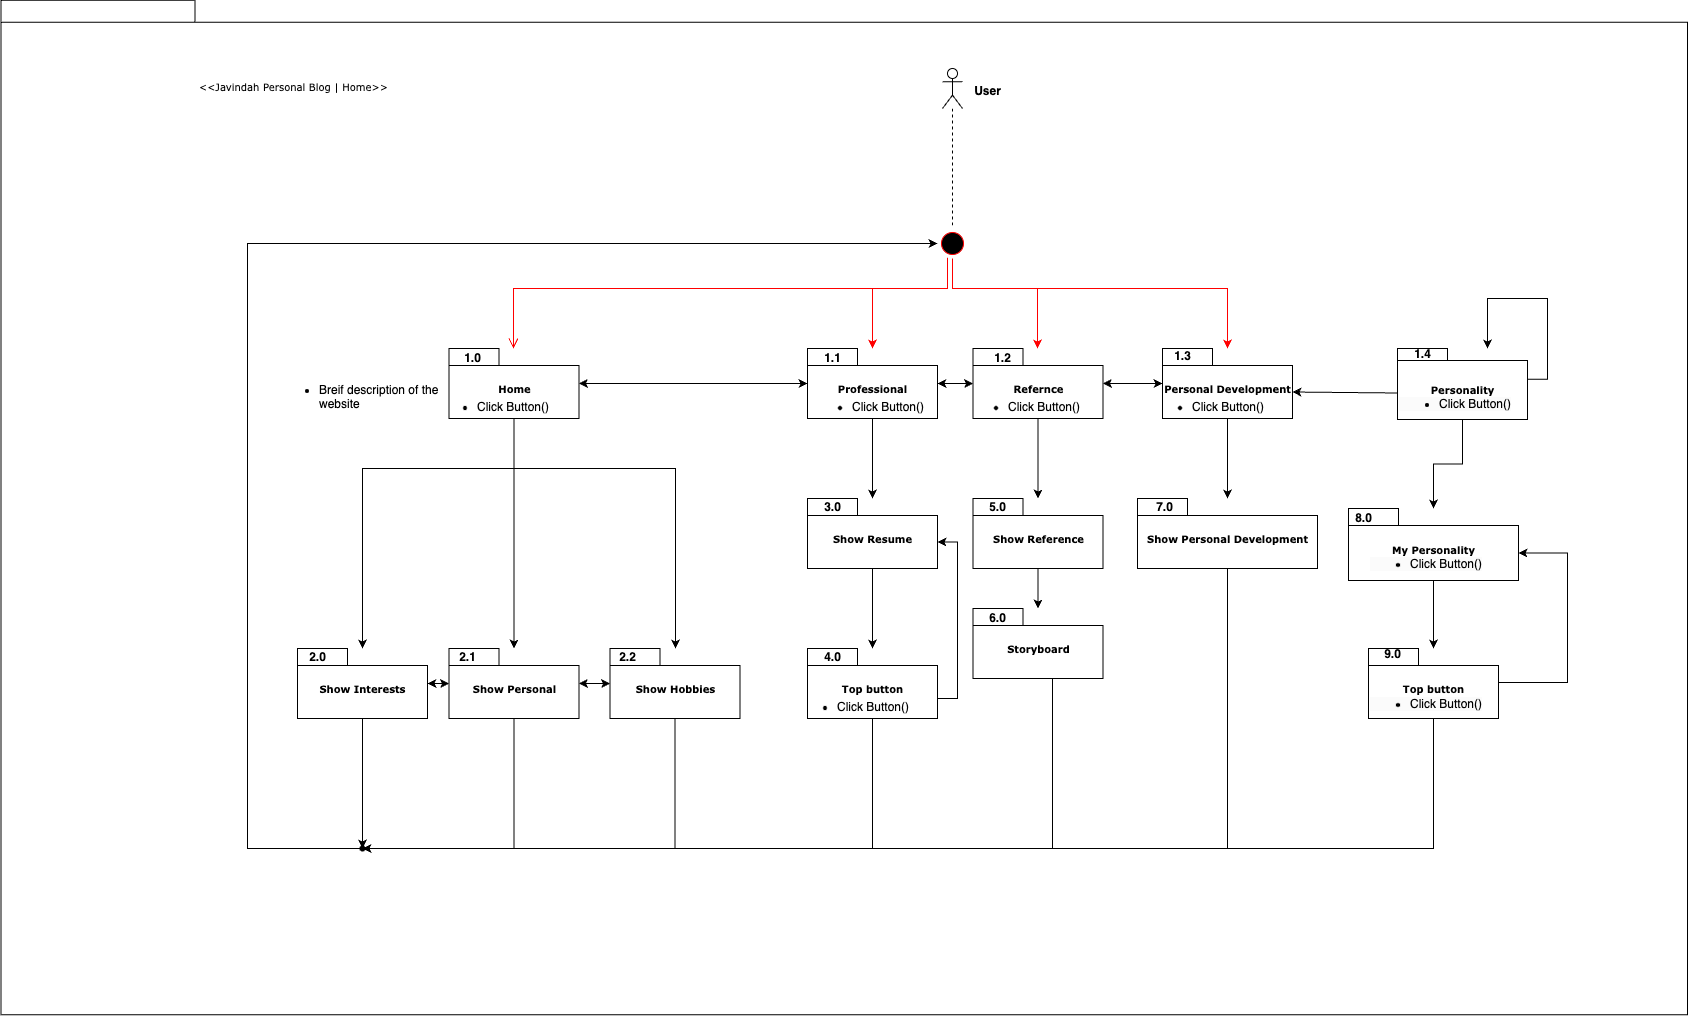 <<Javindah Personal Blog | Home>>
User
1.0
Home
• Click Button()
• Breif description of the
website
1.1
Professional
• Click Button()
1.2
Refernce
• Click Button()
1.3
Personal Development
• Click Button()
1.4
Personality
• Click Button()
3.0
Show Resume
5.0
Show Reference
7.0
Show Personal Development
8.0
My Personality
• Click Button()
6.0
Storyboard
2.0
Show Interests
2.1
Show Personal
2.2
Show Hobbies
4.0
Top button
• Click Button()
9.0
Top button
• Click Button()